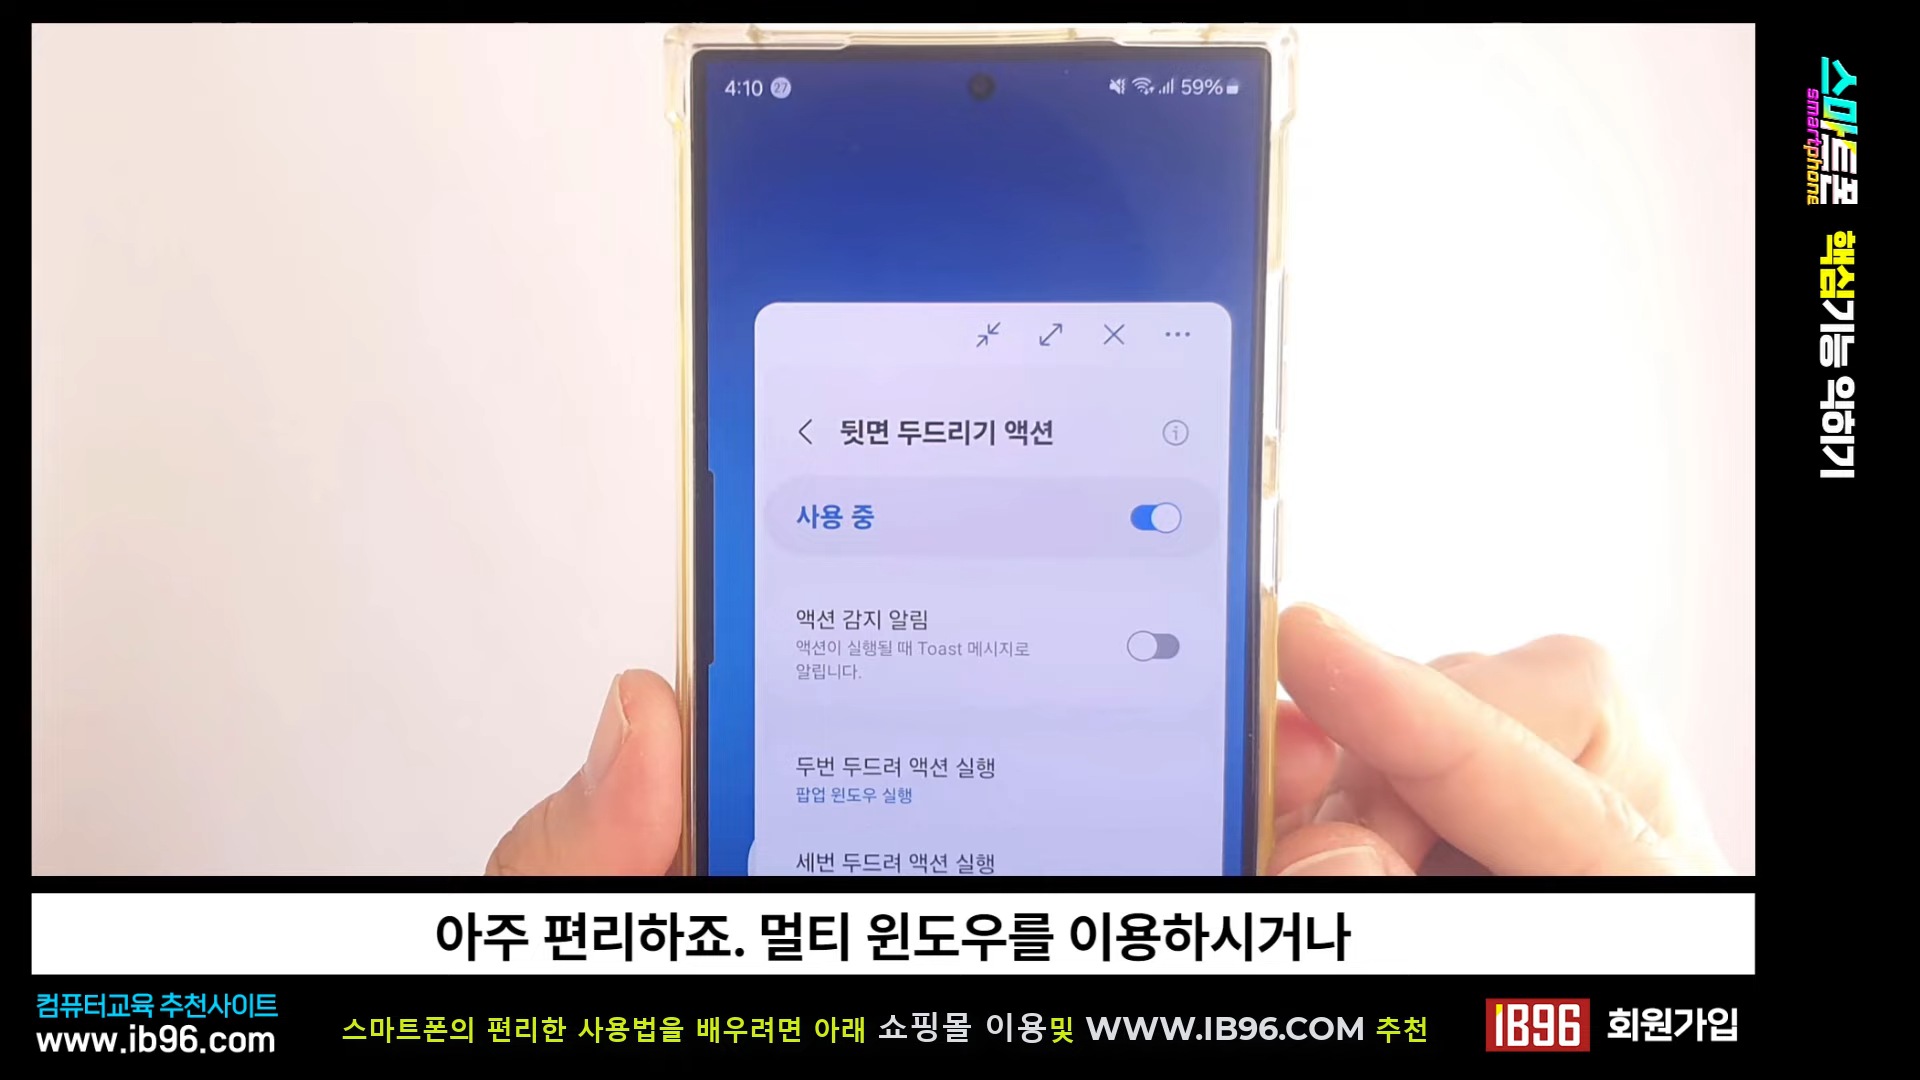 4:10 27
59%
뒷면 두드리기 액션
사용 중
액션 감지 알림
액션이 실행될 때 Toast 메시지로
알립니다.
두번 두드려 액션 실행
팝업 윈도우 실행
세번 두드려 액션 실행
스마트폰
smartphone
핵심기능 익히기
아주 편리하죠. 멀티 윈도우를 이용하시거나
컴퓨터교육 추천사이트
www.ib96.com
스마트폰의 편리한 사용법을 배우려면 아래 쇼핑몰 이용및 WWW.IB96.COM 추천
IB96 회원가입